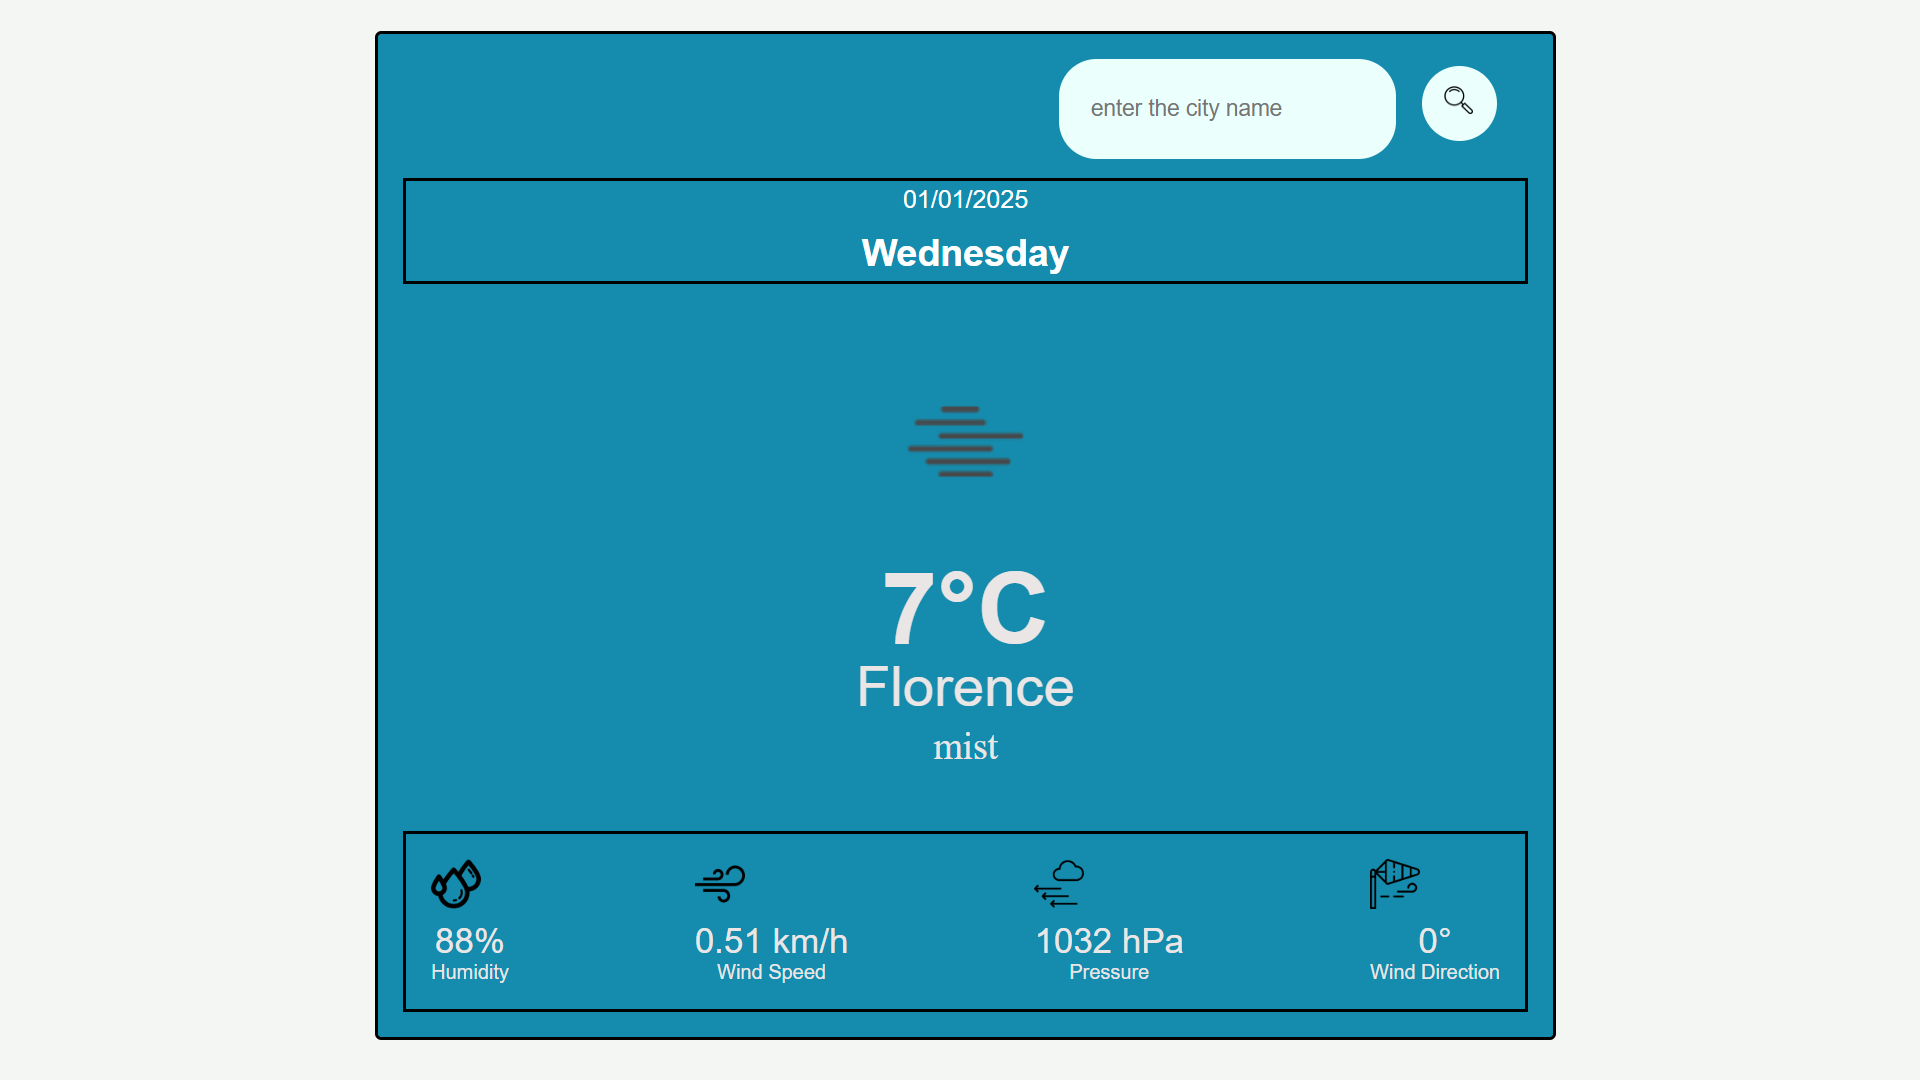 enter the city name
01/01/2025
Wednesday
7°C
Florence
mist
88%
Humidity
0.51 km/h
Wind Speed
1032 hPa
Pressure
0°
Wind Direction